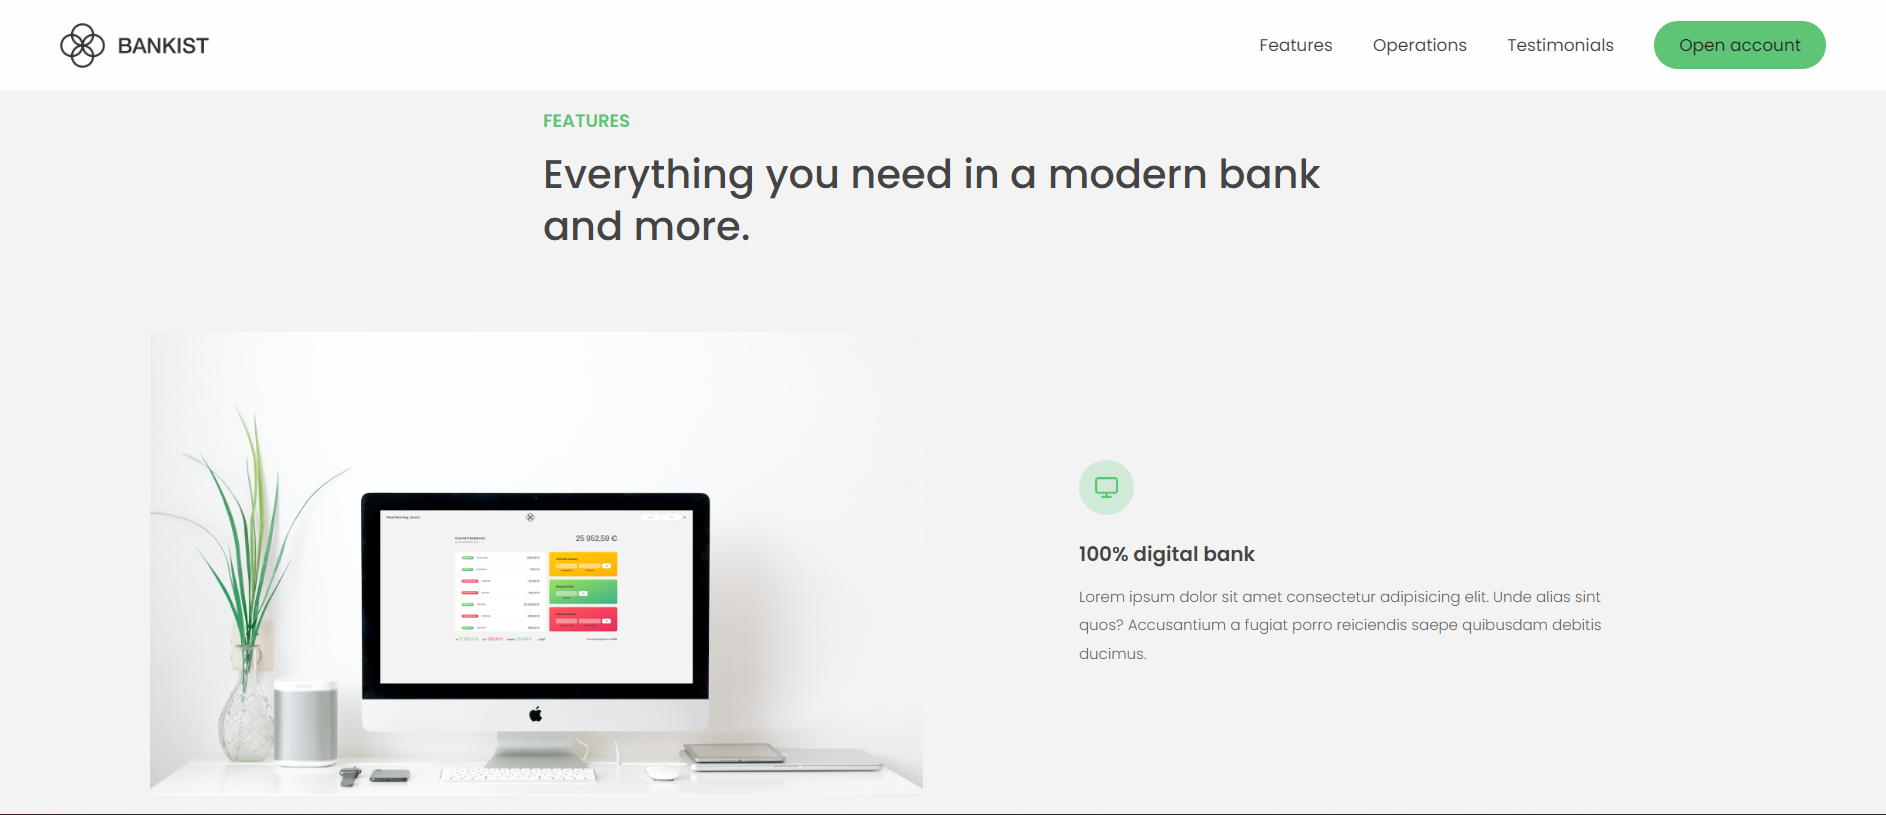 BANKIST
Features
Operations
Testimonials
Open account
FEATURES
Everything you need in a modern bank
and more.
Current balance
25 952,59 €
100% digital bank
Lorem ipsum dolor sit amet consectetur adipisicing elit. Unde alias sint
quos? Accusantium a fugiat porro reiciendis saepe quibusdam debitis
ducimus.